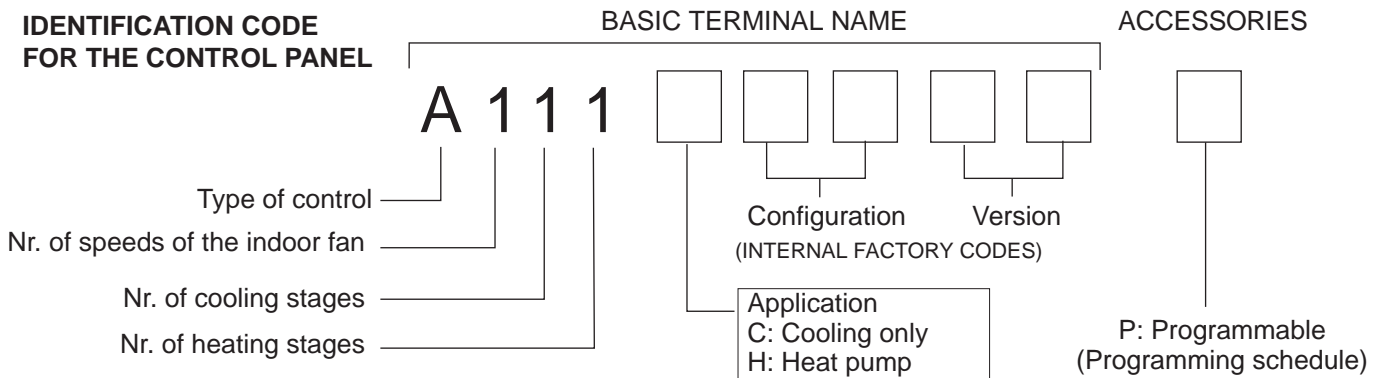 IDENTIFICATION CODE
FOR THE CONTROL PANEL
BASIC TERMINAL NAME
ACCESSORIES
A 1 1 1
Type of control
Nr. of speeds of the indoor fan
Nr. of cooling stages
Nr. of heating stages
Configuration
Version
(INTERNAL FACTORY CODES)
Application
C: Cooling only
H: Heat pump
P: Programmable
(Programming schedule)